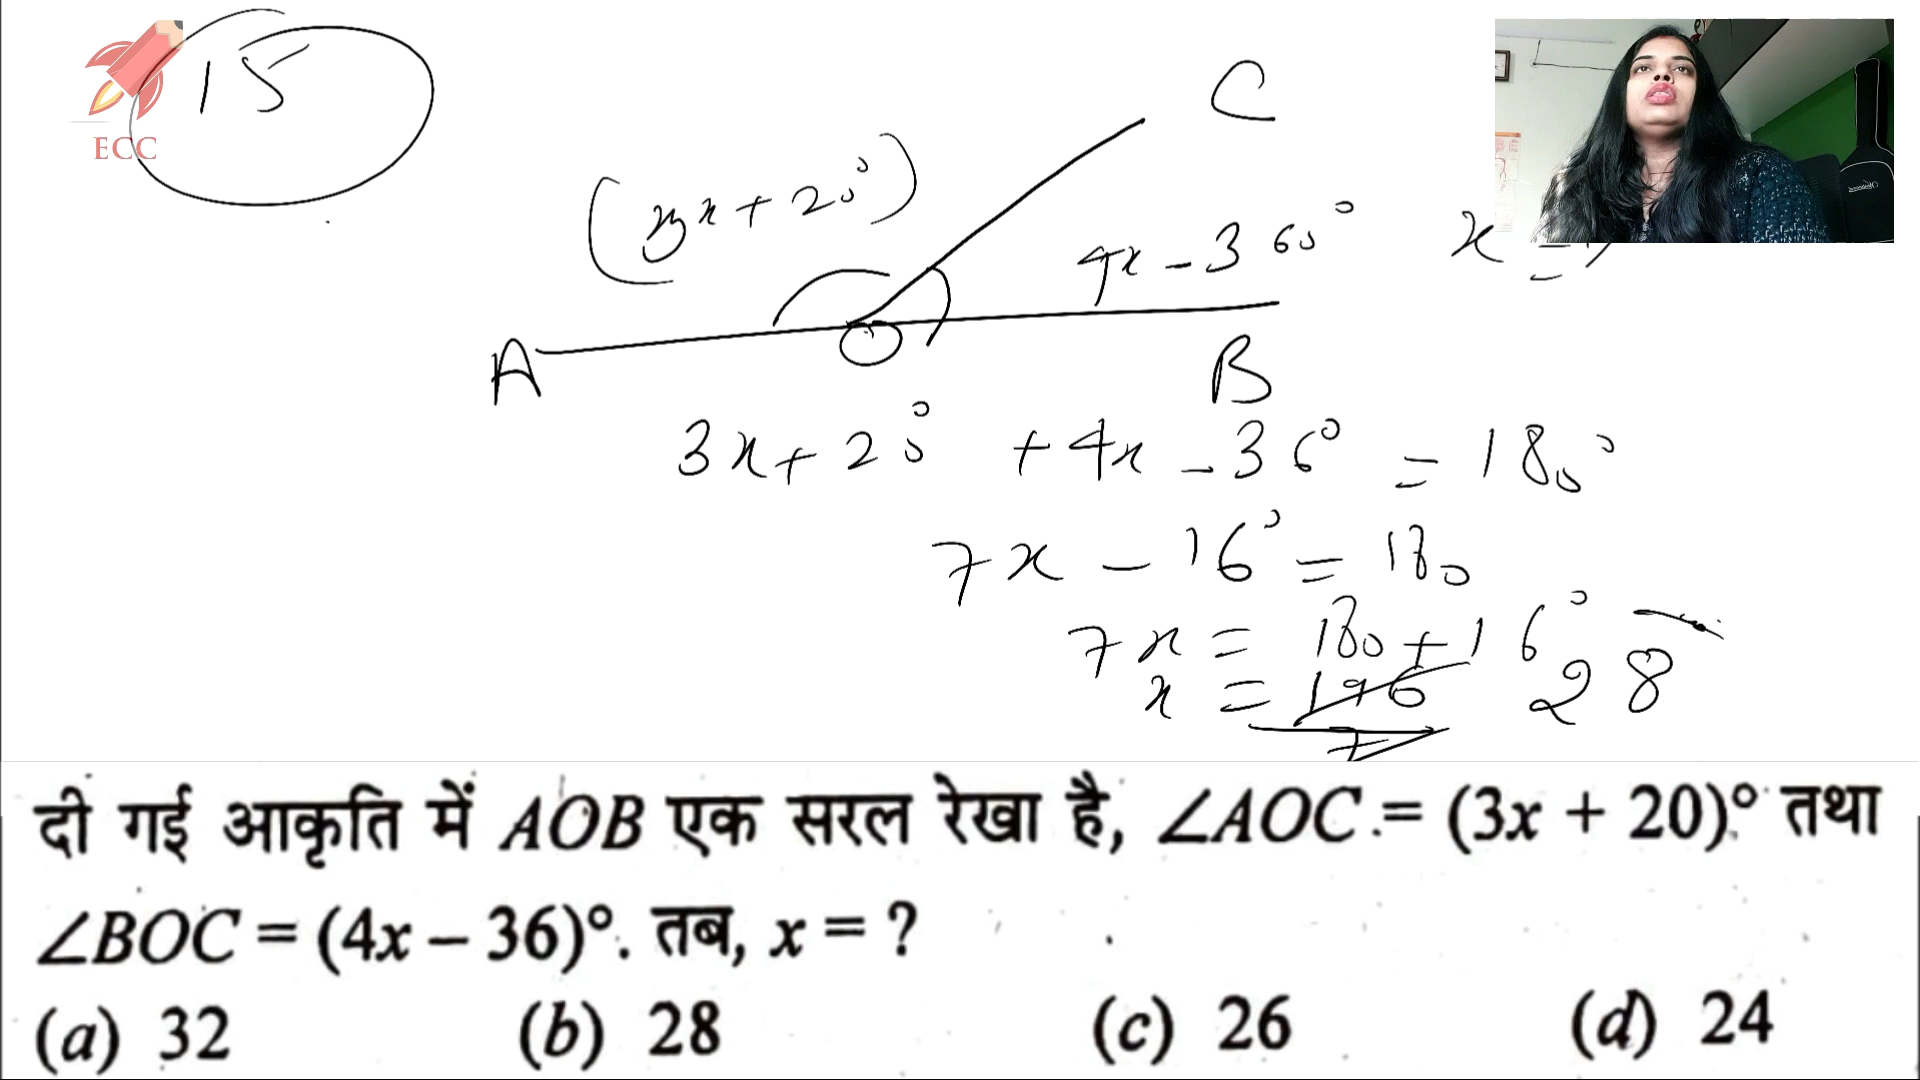 ECC
15
C
(3x + 20°)
4x - 360°
x =
A
B
3x + 20° + 4x - 36° = 180°
7x - 16° = 180
7x = 180 + 16°
x = 196 28
7
दी गई आकृति में AOB एक सरल रेखा है, ∠AOC = (3x + 20)° तथा
∠BOC = (4x – 36)°. तब, x = ?
(a) 32 (b) 28 (c) 26 (d) 24